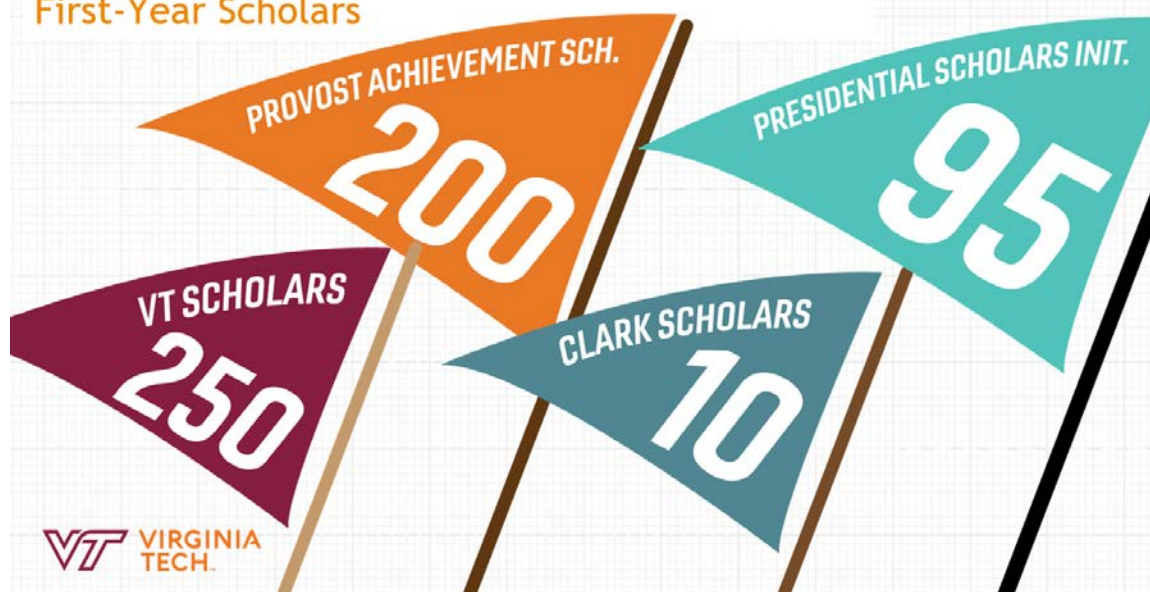 First-Year Scholars
PROVOST ACHIEVEMENT SCH.
200
PRESIDENTIAL SCHOLARS INIT.
95
VT SCHOLARS
250
CLARK SCHOLARS
10
VT VIRGINIA
TECH.